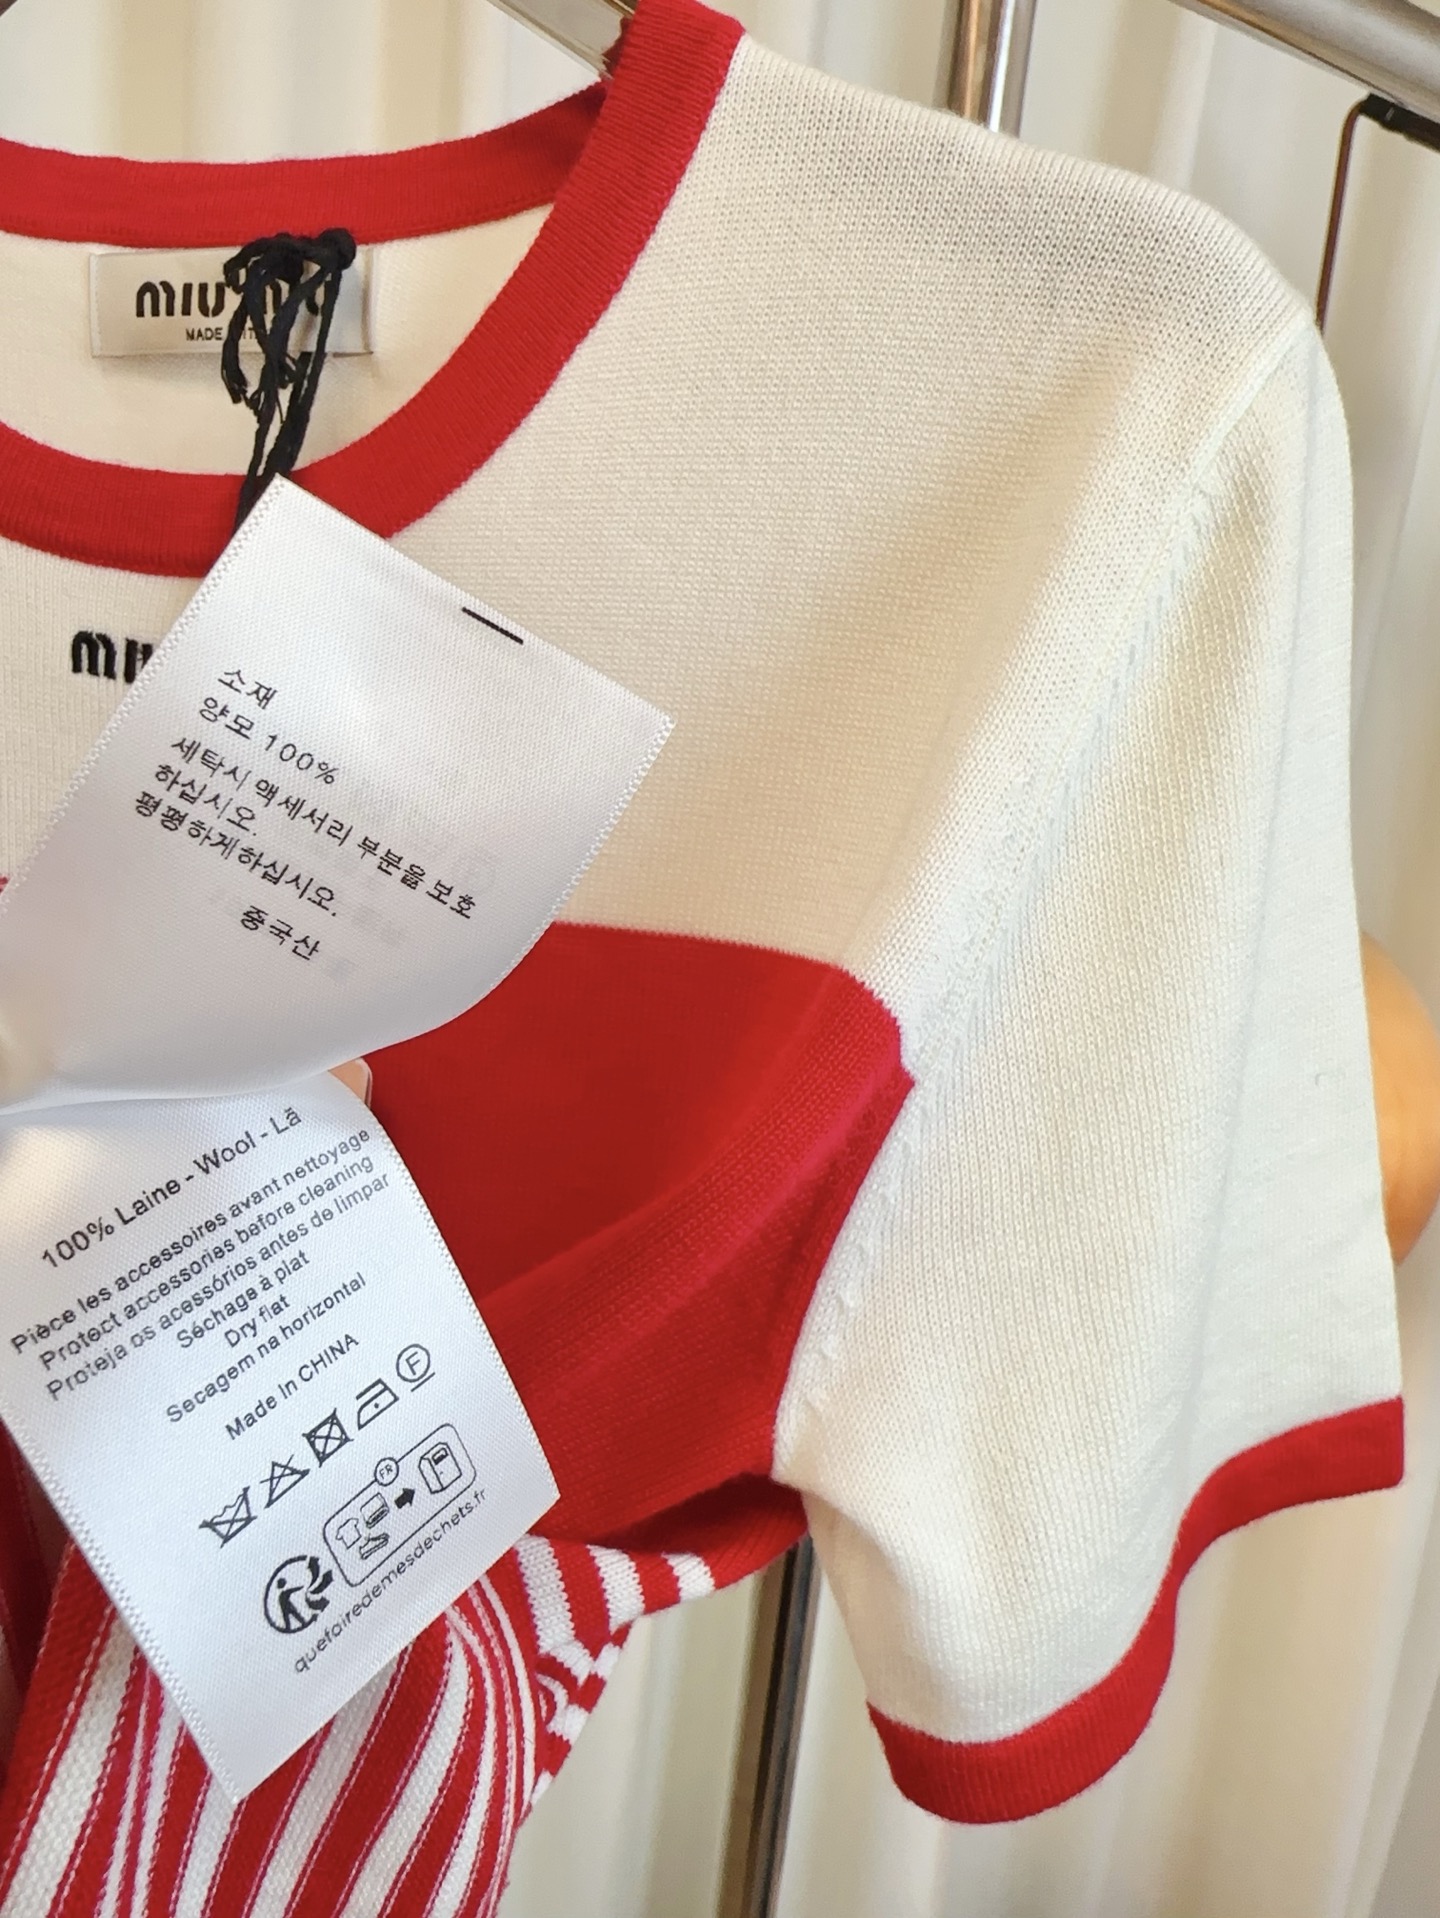 miu miu
MADE
소재
양모 100%
세탁시 액세서리 부분을 보호
하십시오.
평평하게하십시오.
중국산
100% Laine - Wool - Lã
Pièce les accessoires avant nettoyage
Protect accessories before cleaning
Proteja os acessórios antes de limpar
Séchage à plat
Dry flat
Secagem na horizontal
Made in CHINA
F
FR
quefairedemesdechets.fr